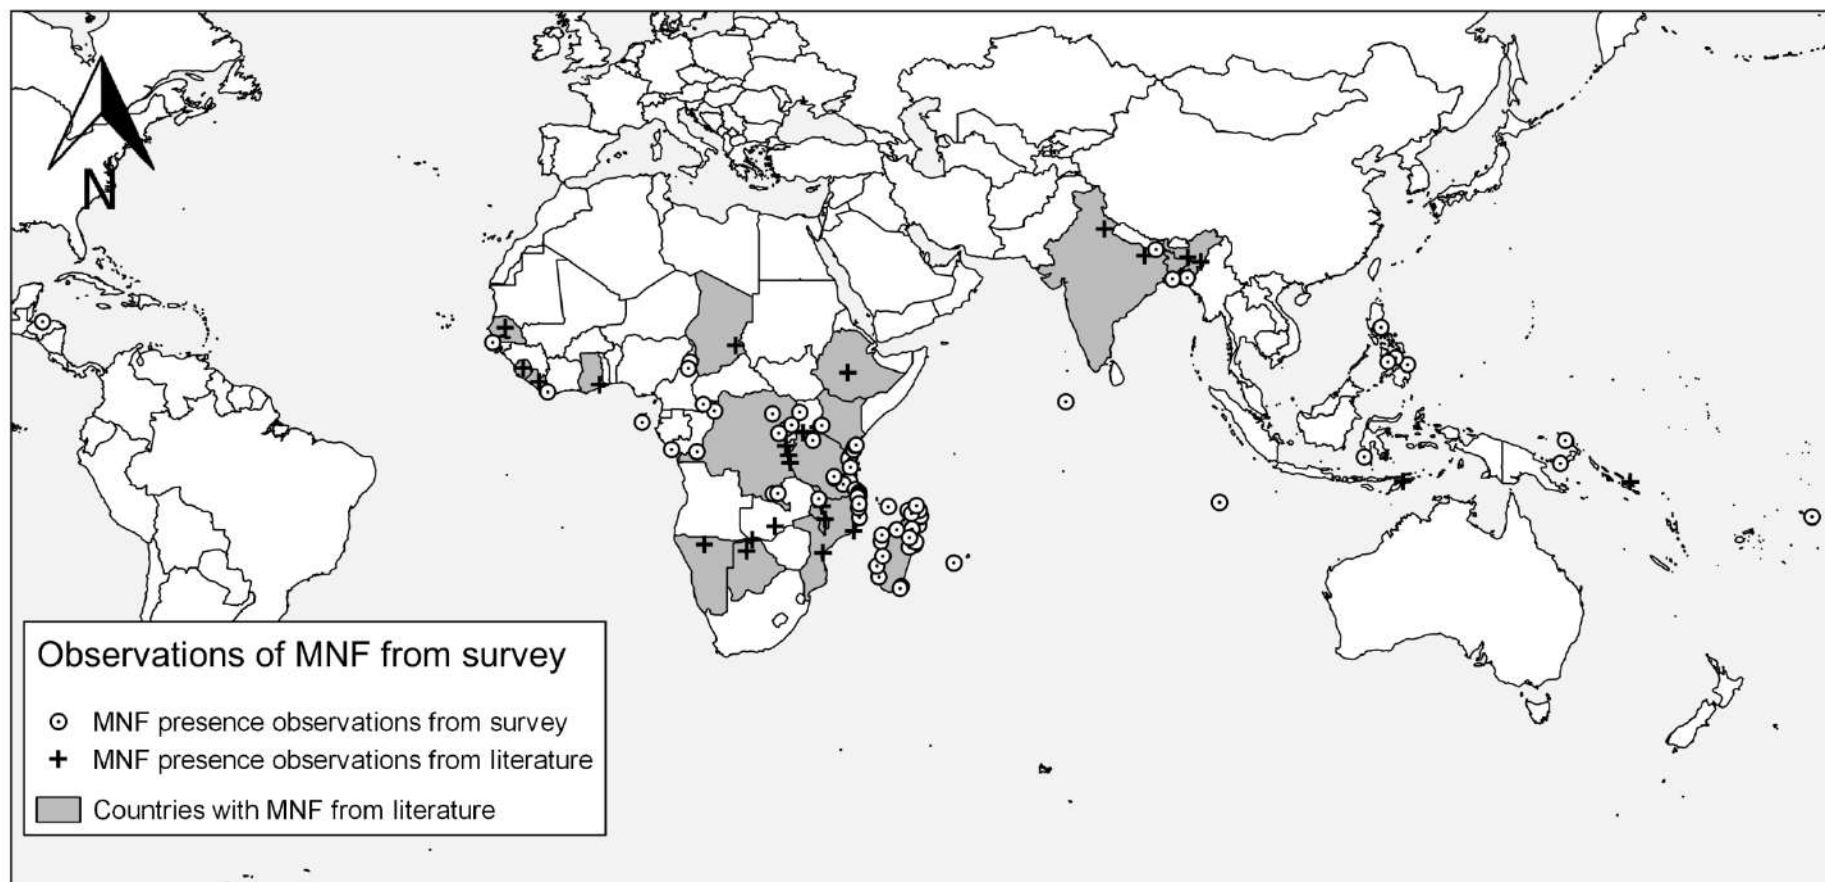 N
Observations of MNF from survey
MNF presence observations from survey
MNF presence observations from literature
Countries with MNF from literature